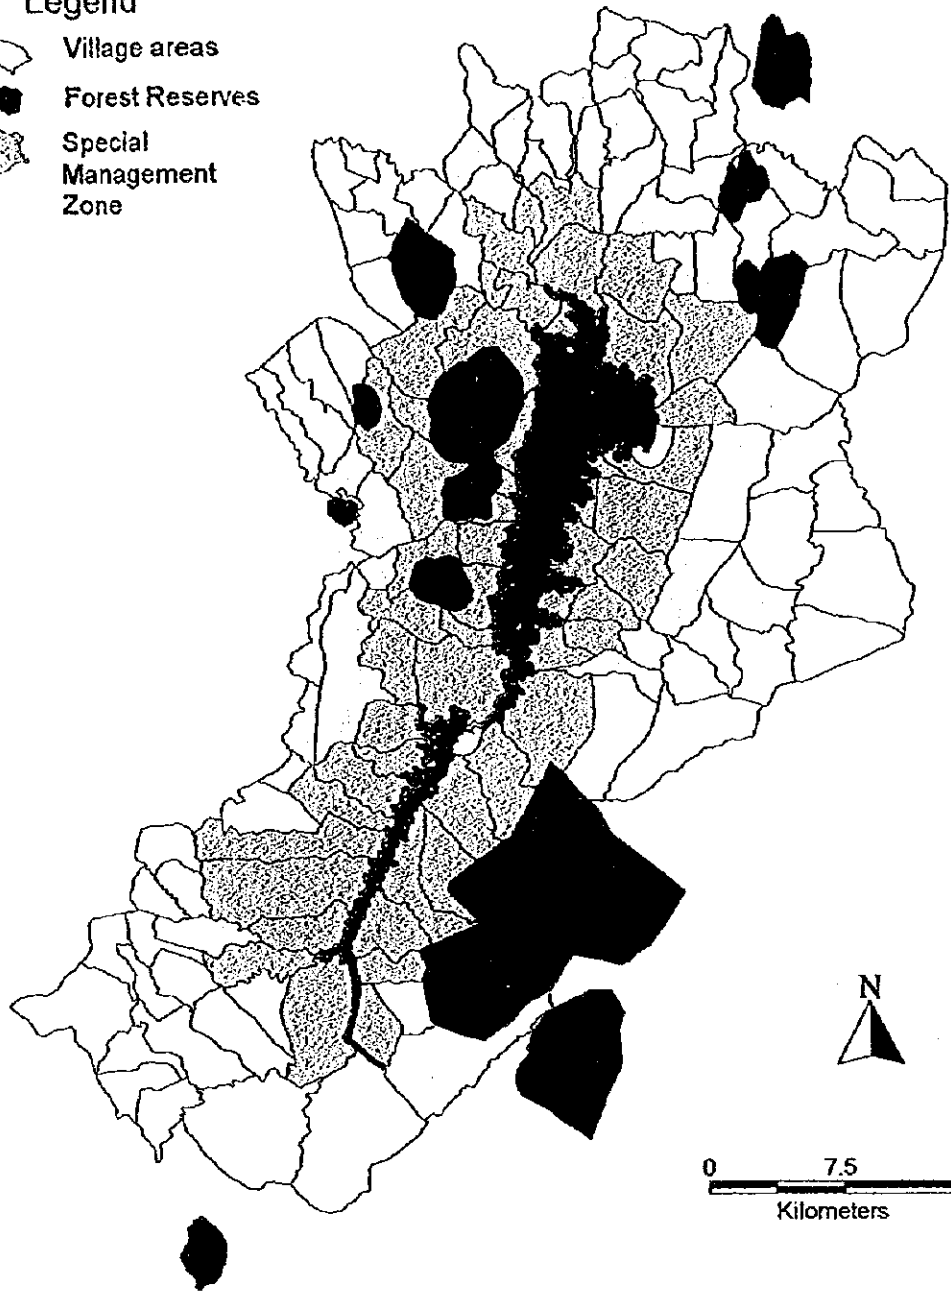 Legend
Village areas
Forest Reserves
Special
Management
Zone
N
0 7.5
Kilometers